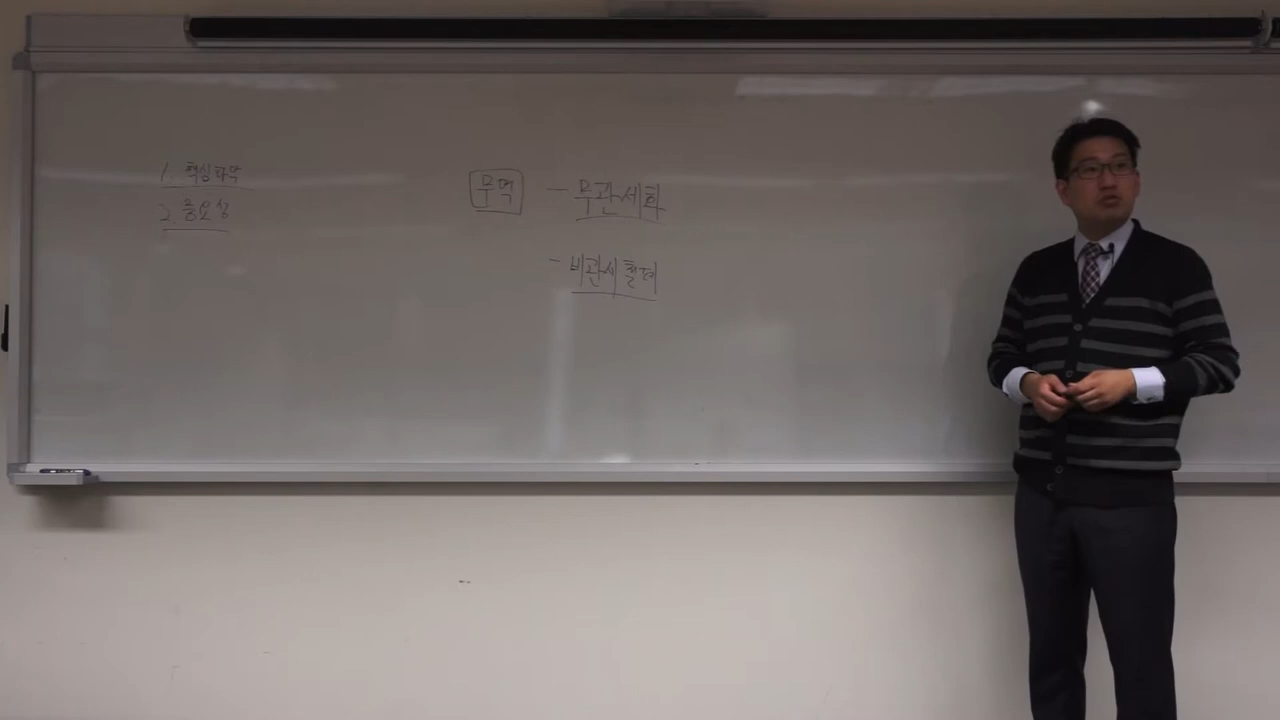 1. 핵심파악
2. 중요성
무역 - 무관세화
- 비관세 철폐